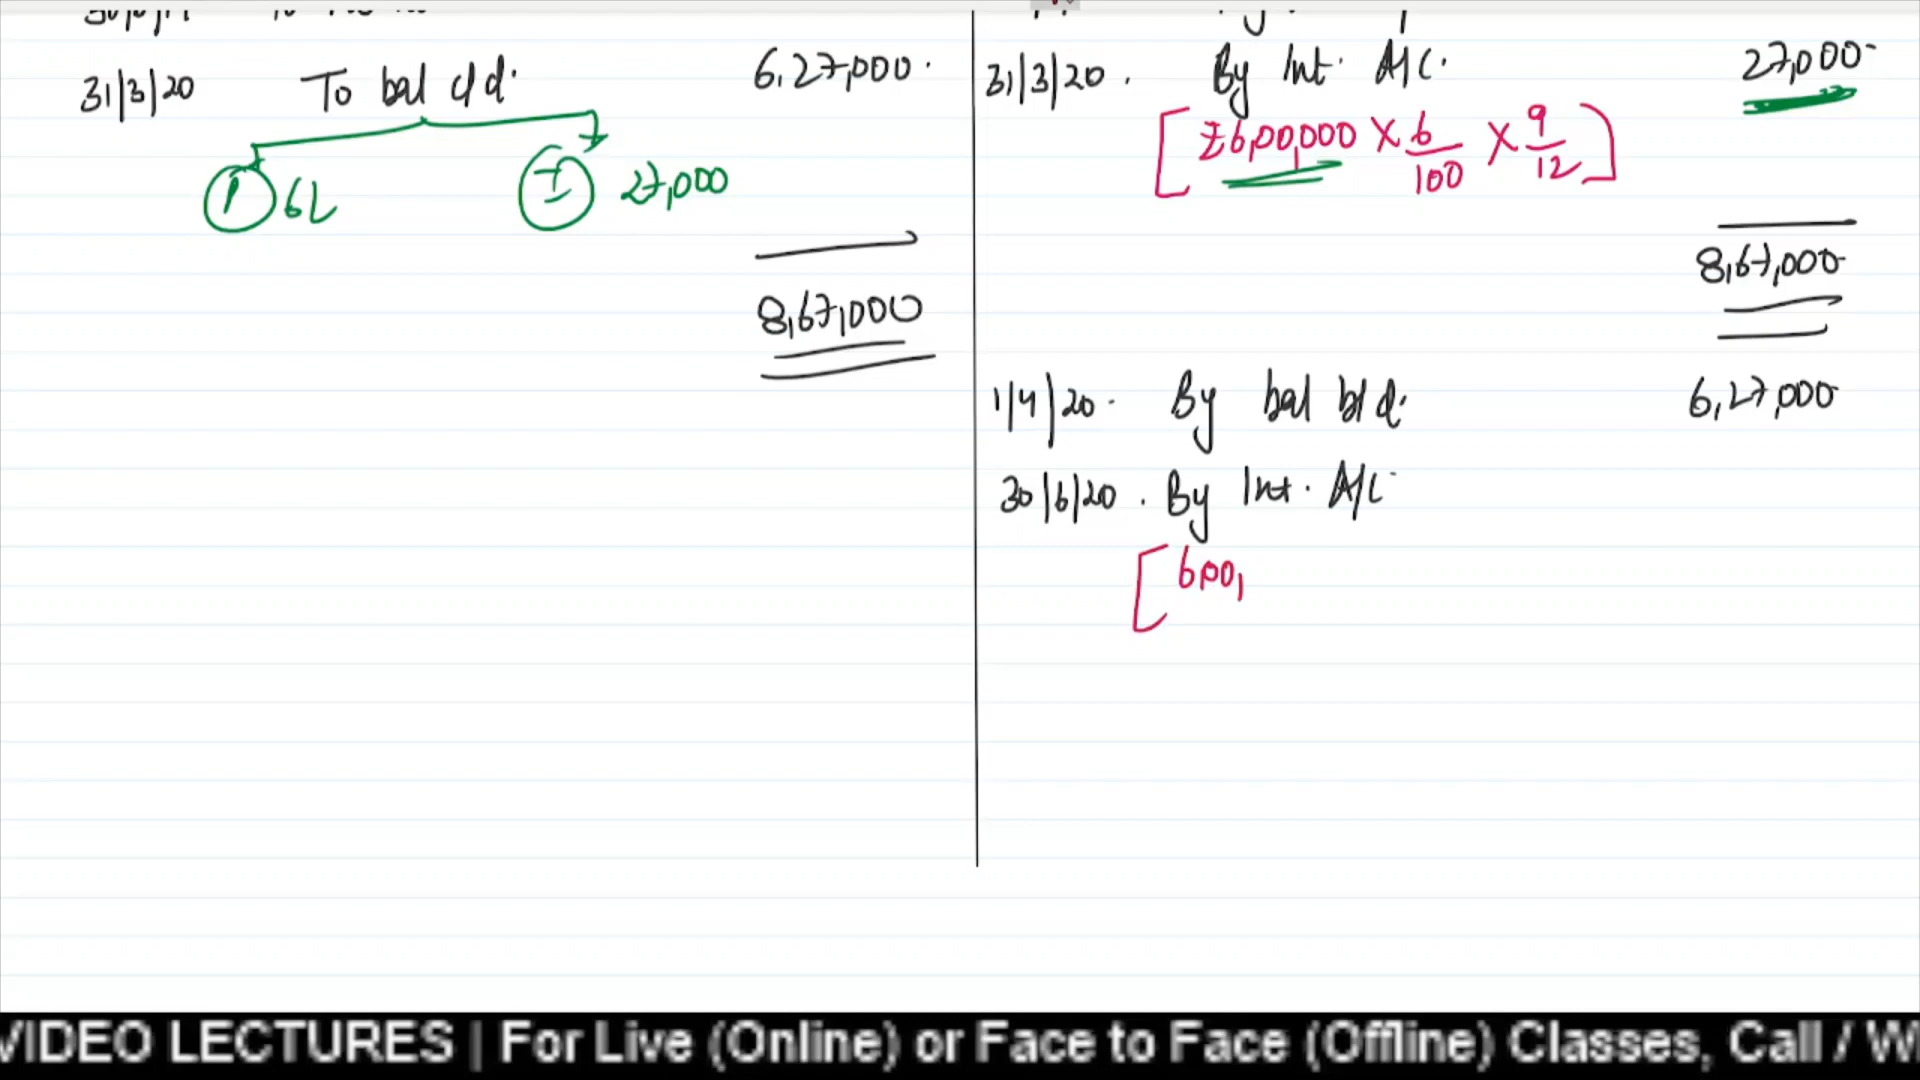 31/3/20 To bal c/d. 6,27,000.
P 6L I 27,000
8,67,000
31/3/20. By Int. A/c. 27,000
[₹6,00,000 X 6/100 X 9/12]
8,67,000
1/4/20. By bal b/d. 6,27,000
30/6/20. By Int. A/c
[6,00,
VIDEO LECTURES | For Live (Online) or Face to Face (Offline) Classes, Call / W